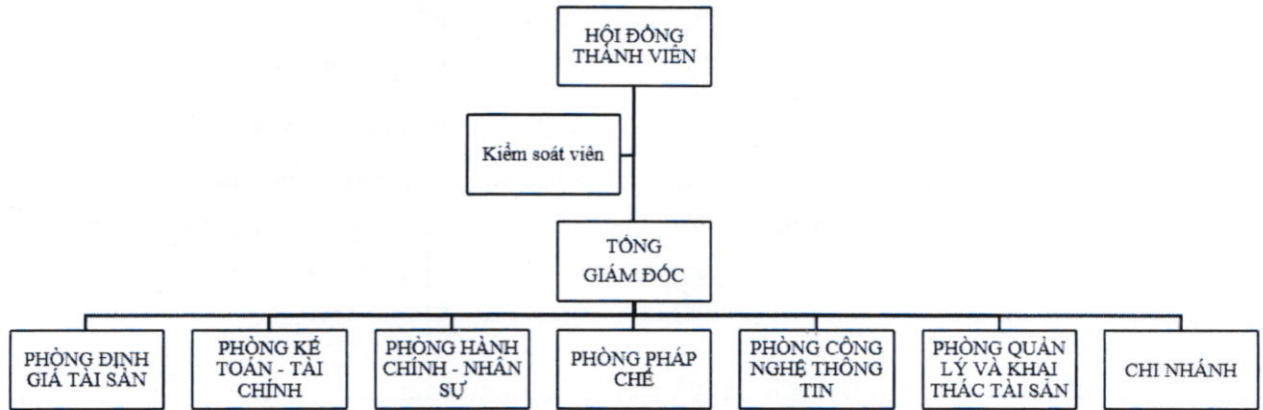 HỘI ĐỒNG
THÀNH VIÊN
Kiểm soát viên
TỔNG
GIÁM ĐỐC
PHÒNG ĐỊNH
GIÁ TÀI SẢN
PHÒNG KẾ
TOÁN - TÀI
CHÍNH
PHÒNG HÀNH
CHÍNH - NHÂN
SỰ
PHÒNG PHÁP
CHẾ
PHÒNG CÔNG
NGHỆ THÔNG
TIN
PHÒNG QUẢN
LÝ VÀ KHAI
THÁC TÀI SẢN
CHI NHÁNH